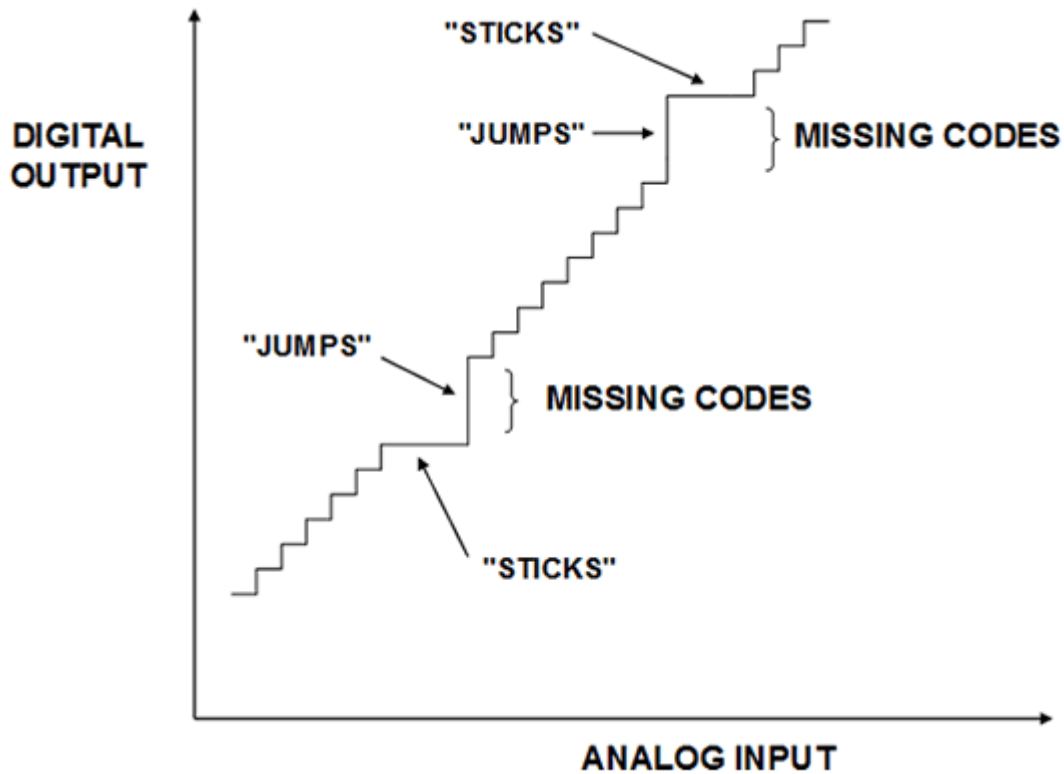 "STICKS"
DIGITAL
OUTPUT
"JUMPS"
MISSING CODES
"JUMPS"
MISSING CODES
"STICKS"
ANALOG INPUT